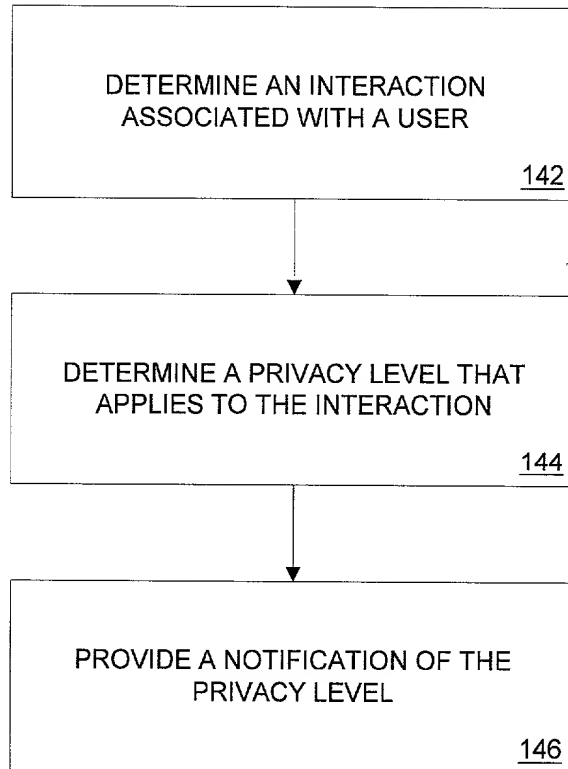 DETERMINE AN INTERACTION
ASSOCIATED WITH A USER
142
DETERMINE A PRIVACY LEVEL THAT
APPLIES TO THE INTERACTION
144
PROVIDE A NOTIFICATION OF THE
PRIVACY LEVEL
146